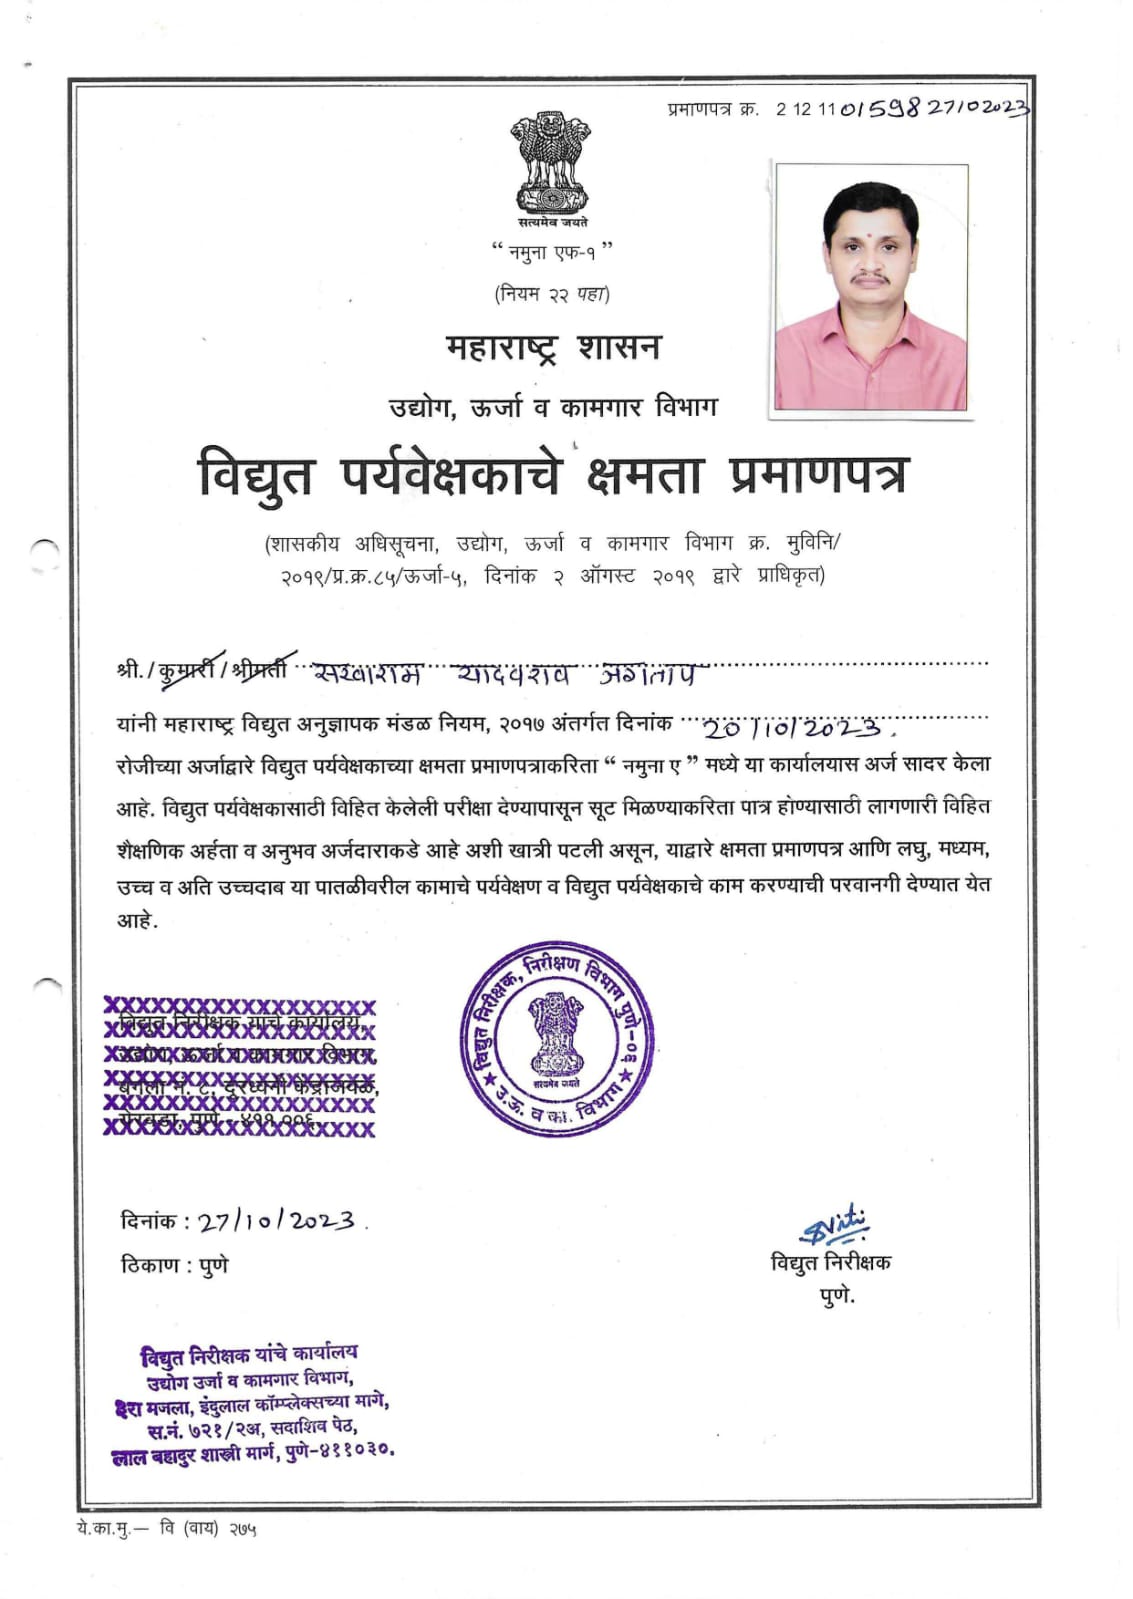 प्रमाणपत्र क्र. 2 12 11 01598 27102023
सत्यमेव जयते
“ नमुना एफ-१ ”
(नियम २२ पहा)
महाराष्ट्र शासन
उद्योग, ऊर्जा व कामगार विभाग
विद्युत पर्यवेक्षकाचे क्षमता प्रमाणपत्र
(शासकीय अधिसूचना, उद्योग, ऊर्जा व कामगार विभाग क्र. मुविनि/
२०१९/प्र.क्र.८५/ऊर्जा-५, दिनांक २ ऑगस्ट २०१९ द्वारे प्राधिकृत)
श्री./कुमारी/श्रीमती सखाराम यादवराव जगताप
यांनी महाराष्ट्र विद्युत अनुज्ञापक मंडळ नियम, २०१७ अंतर्गत दिनांक 20/10/2023.
रोजीच्या अर्जाद्वारे विद्युत पर्यवेक्षकाच्या क्षमता प्रमाणपत्राकरिता “ नमुना ए ” मध्ये या कार्यालयास अर्ज सादर केला
आहे. विद्युत पर्यवेक्षकासाठी विहित केलेली परीक्षा देण्यापासून सूट मिळण्याकरिता पात्र होण्यासाठी लागणारी विहित
शैक्षणिक अर्हता व अनुभव अर्जदाराकडे आहे अशी खात्री पटली असून, याद्वारे क्षमता प्रमाणपत्र आणि लघु, मध्यम,
उच्च व अति उच्चदाब या पातळीवरील कामाचे पर्यवेक्षण व विद्युत पर्यवेक्षकाचे काम करण्याची परवानगी देण्यात येत
आहे.
विद्युत निरीक्षक, निरीक्षण विभाग पुणे-०६
सत्यमेव जयते
उ.ऊ. व का. विभाग
विद्युत निरीक्षक यांचे कार्यालय,
उद्योग, ऊर्जा व कामगार विभाग,
बंगला नं. ८, दूरध्वनी केंद्राजवळ,
येरवडा, पुणे - ४११ ००६.
दिनांक : 27/10/2023.
ठिकाण : पुणे
विद्युत निरीक्षक
पुणे.
विद्युत निरीक्षक यांचे कार्यालय
उद्योग उर्जा व कामगार विभाग,
३रा मजला, इंदुलाल कॉम्प्लेक्सच्या मागे,
स.नं. ७२१/२अ, सदाशिव पेठ,
लाल बहादुर शास्त्री मार्ग, पुणे-४११०३०.
ये.का.मु.— वि (वाय) २७५